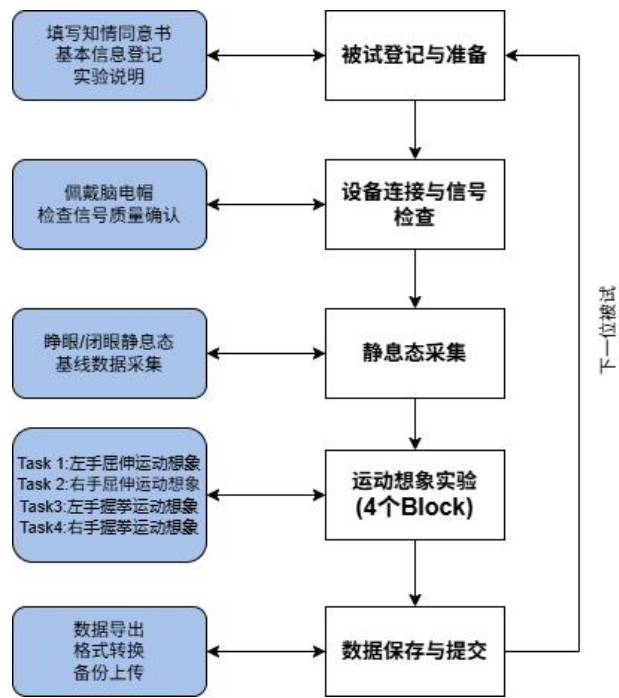 填写知情同意书
基本信息登记
实验说明
被试登记与准备
佩戴脑电帽
检查信号质量确认
设备连接与信号
检查
睁眼/闭眼静息态
基线数据采集
静息态采集
Task 1:左手屈伸运动想象
Task 2:右手屈伸运动想象
Task3:左手握拳运动想象
Task4:右手握拳运动想象
运动想象实验
(4个Block)
数据导出
格式转换
备份上传
数据保存与提交
下一位被试